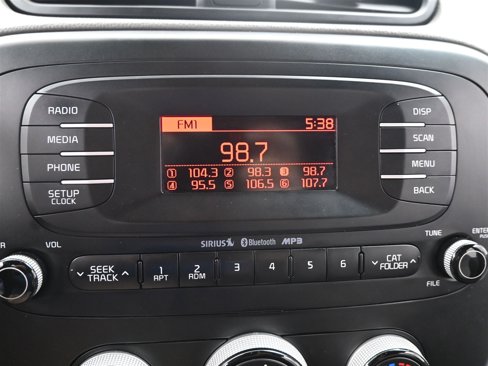 RADIO
MEDIA
PHONE
SETUP
CLOCK
FM1 5:38
98.7
1 104.3 2 98.3 3 98.7
4 95.5 5 106.5 6 107.7
DISP
SCAN
MENU
BACK
VOL
SIRIUS Bluetooth MP3
TUNE
ENTER
PUSH
SEEK
TRACK
1
RPT
2
RDM
3
4
5
6
CAT
FOLDER
FILE